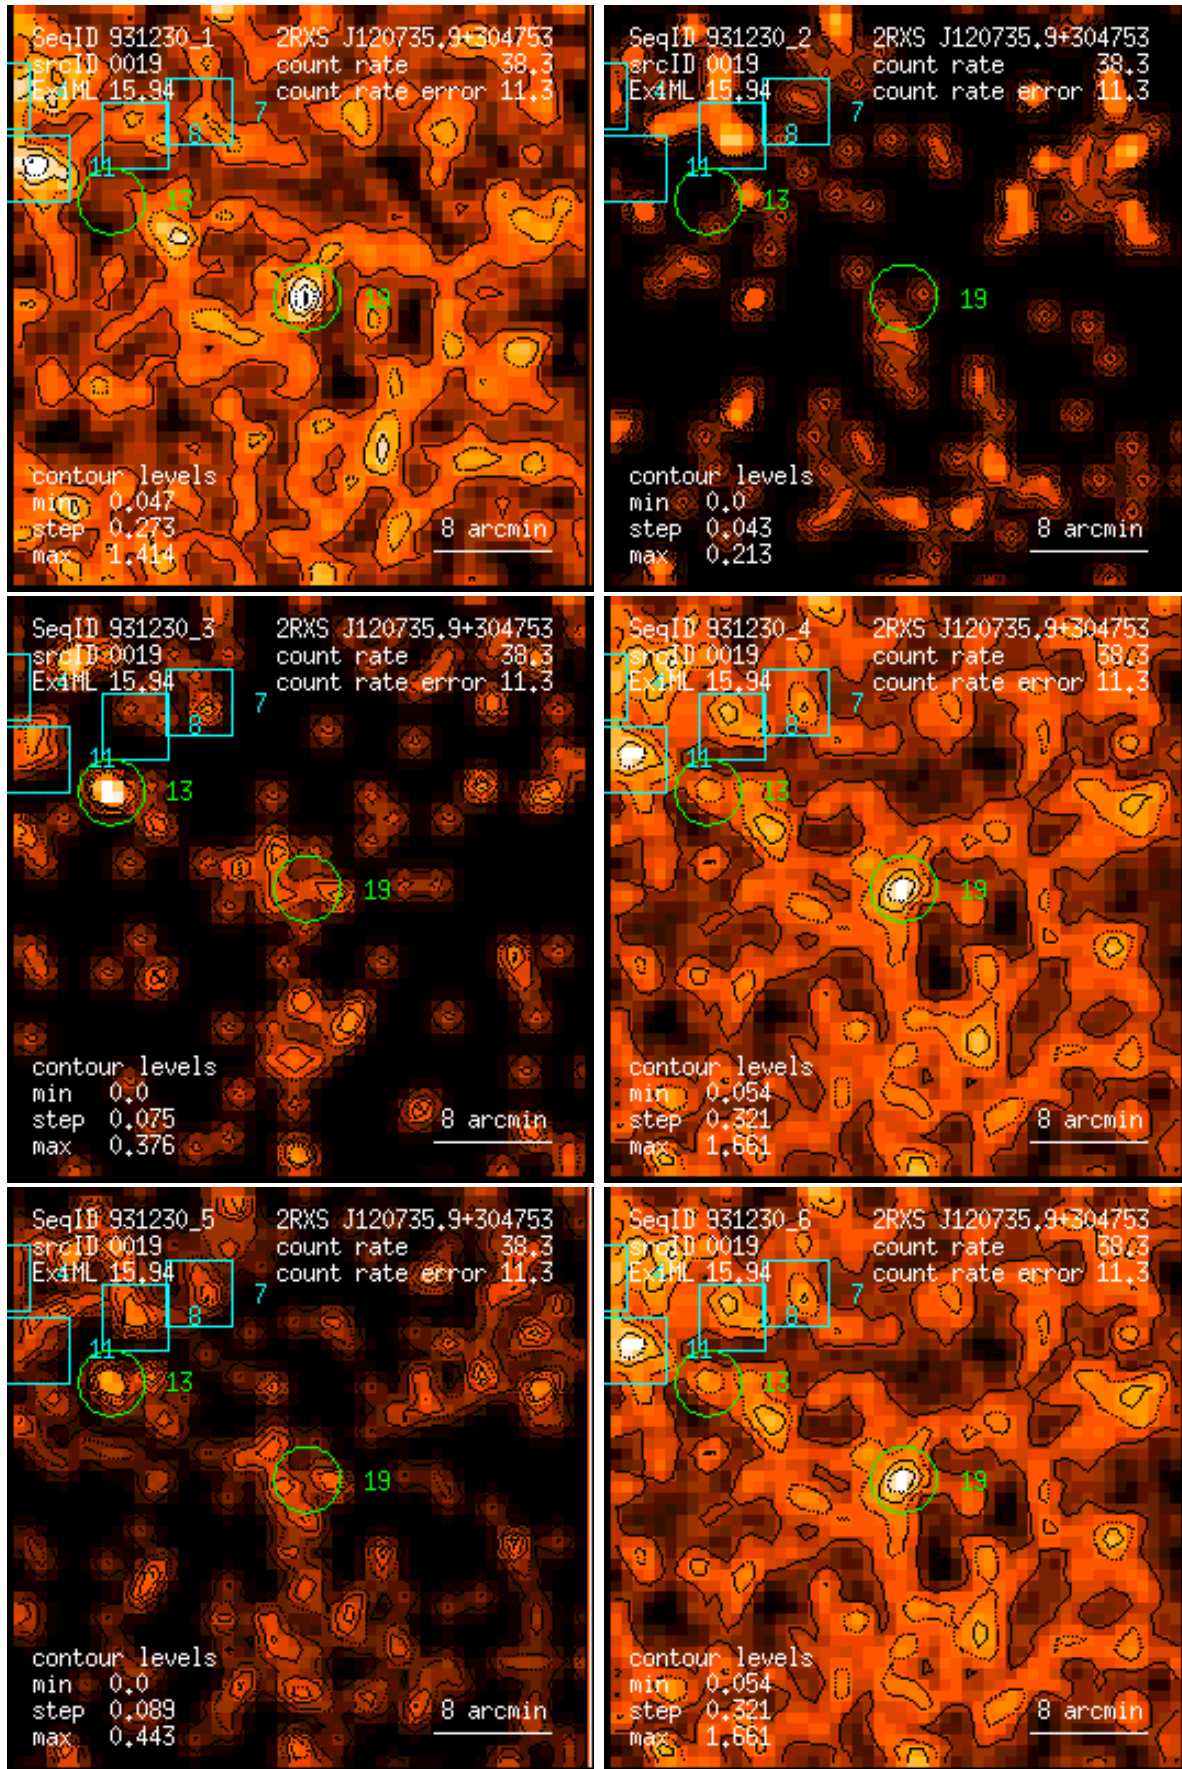 SeqID 931230_1 2RXS J120735.9+304753
srcID 0019 count rate 38.3
Ex4ML 15.94 count rate error 11.3
7
8
11
13
19
contour levels
min 0.047
step 0.273 8 arcmin
max 1.414
SeqID 931230_2 2RXS J120735.9+304753
srcID 0019 count rate 38.3
Ex4ML 15.94 count rate error 11.3
7
8
11
13
19
contour levels
min 0.0
step 0.043 8 arcmin
max 0.213
SeqID 931230_3 2RXS J120735.9+304753
srcID 0019 count rate 38.3
Ex4ML 15.94 count rate error 11.3
7
8
11
13
19
contour levels
min 0.0
step 0.075 8 arcmin
max 0.376
SeqID 931230_4 2RXS J120735.9+304753
srcID 0019 count rate 38.3
Ex4ML 15.94 count rate error 11.3
7
8
11
13
19
contour levels
min 0.054
step 0.321 8 arcmin
max 1.661
SeqID 931230_5 2RXS J120735.9+304753
srcID 0019 count rate 38.3
Ex4ML 15.94 count rate error 11.3
7
8
11
13
19
contour levels
min 0.0
step 0.089 8 arcmin
max 0.443
SeqID 931230_6 2RXS J120735.9+304753
srcID 0019 count rate 38.3
Ex4ML 15.94 count rate error 11.3
7
8
11
13
19
contour levels
min 0.054
step 0.321 8 arcmin
max 1.661